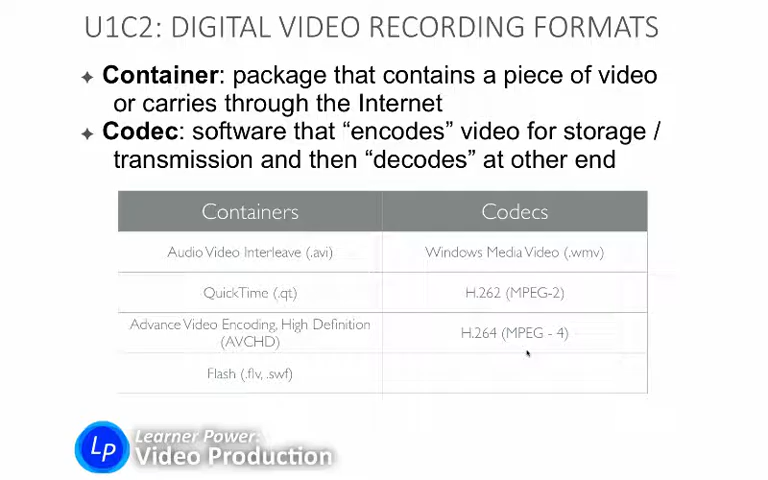 U1C2: DIGITAL VIDEO RECORDING FORMATS
✦ Container: package that contains a piece of video
or carries through the Internet
✦ Codec: software that “encodes” video for storage /
transmission and then “decodes” at other end
Containers Codecs
Audio Video Interleave (.avi) Windows Media Video (.wmv)
QuickTime (.qt) H.262 (MPEG-2)
Advance Video Encoding, High Definition
(AVCHD) H.264 (MPEG - 4)
Flash (.flv, .swf)
LP Learner Power:
Video Production